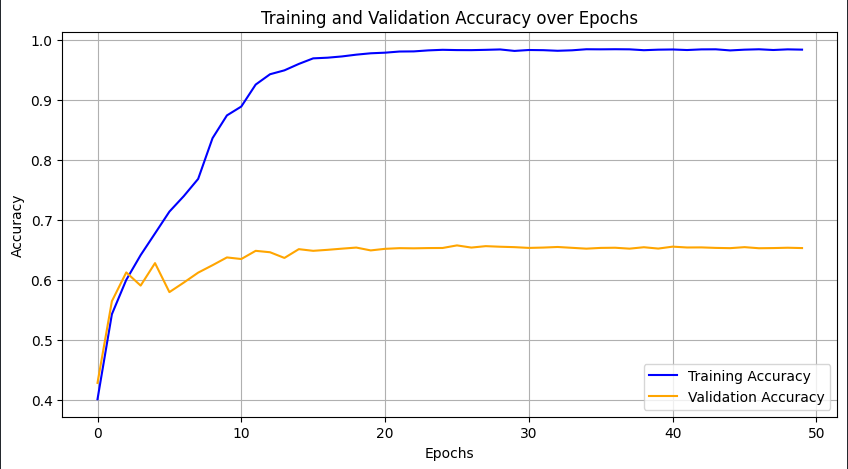 Training and Validation Accuracy over Epochs
1.0
0.9
0.8
0.7
0.6
0.5
0.4
Accuracy
0 10 20 30 40 50
Epochs
Training Accuracy
Validation Accuracy